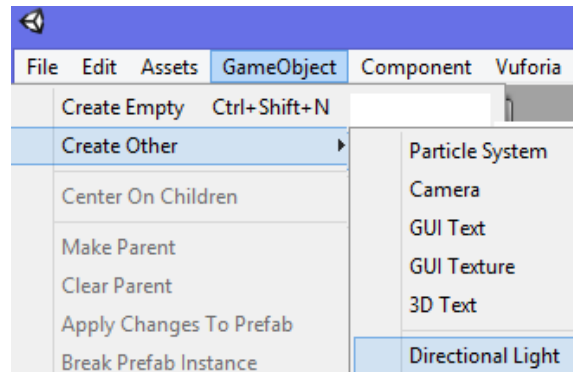 File Edit Assets GameObject Component Vuforia
Create Empty Ctrl+Shift+N
Create Other
Center On Children
Make Parent
Clear Parent
Apply Changes To Prefab
Break Prefab Instance
Particle System
Camera
GUI Text
GUI Texture
3D Text
Directional Light